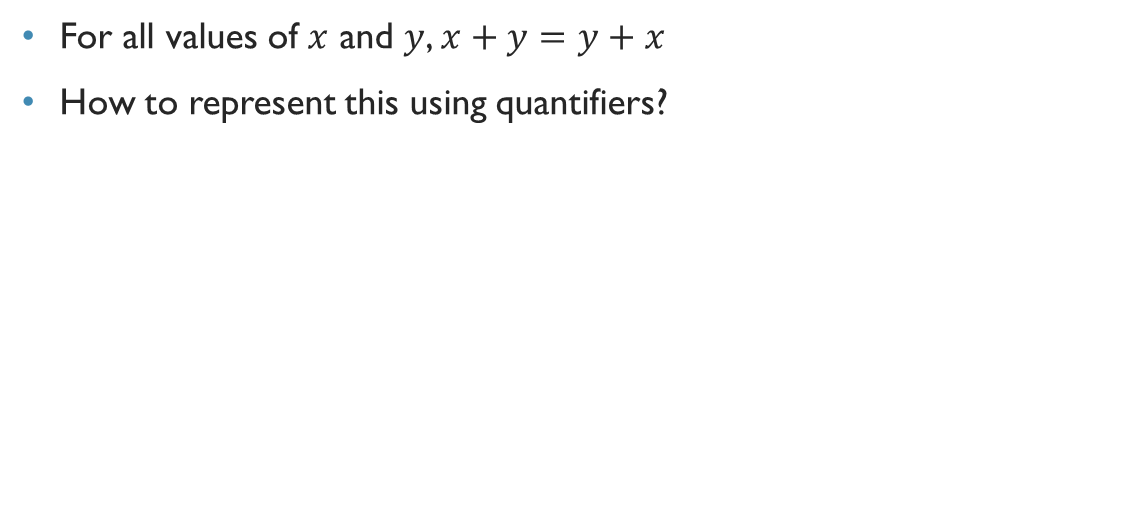 • For all values of x and y, x + y = y + x
• How to represent this using quantifiers?